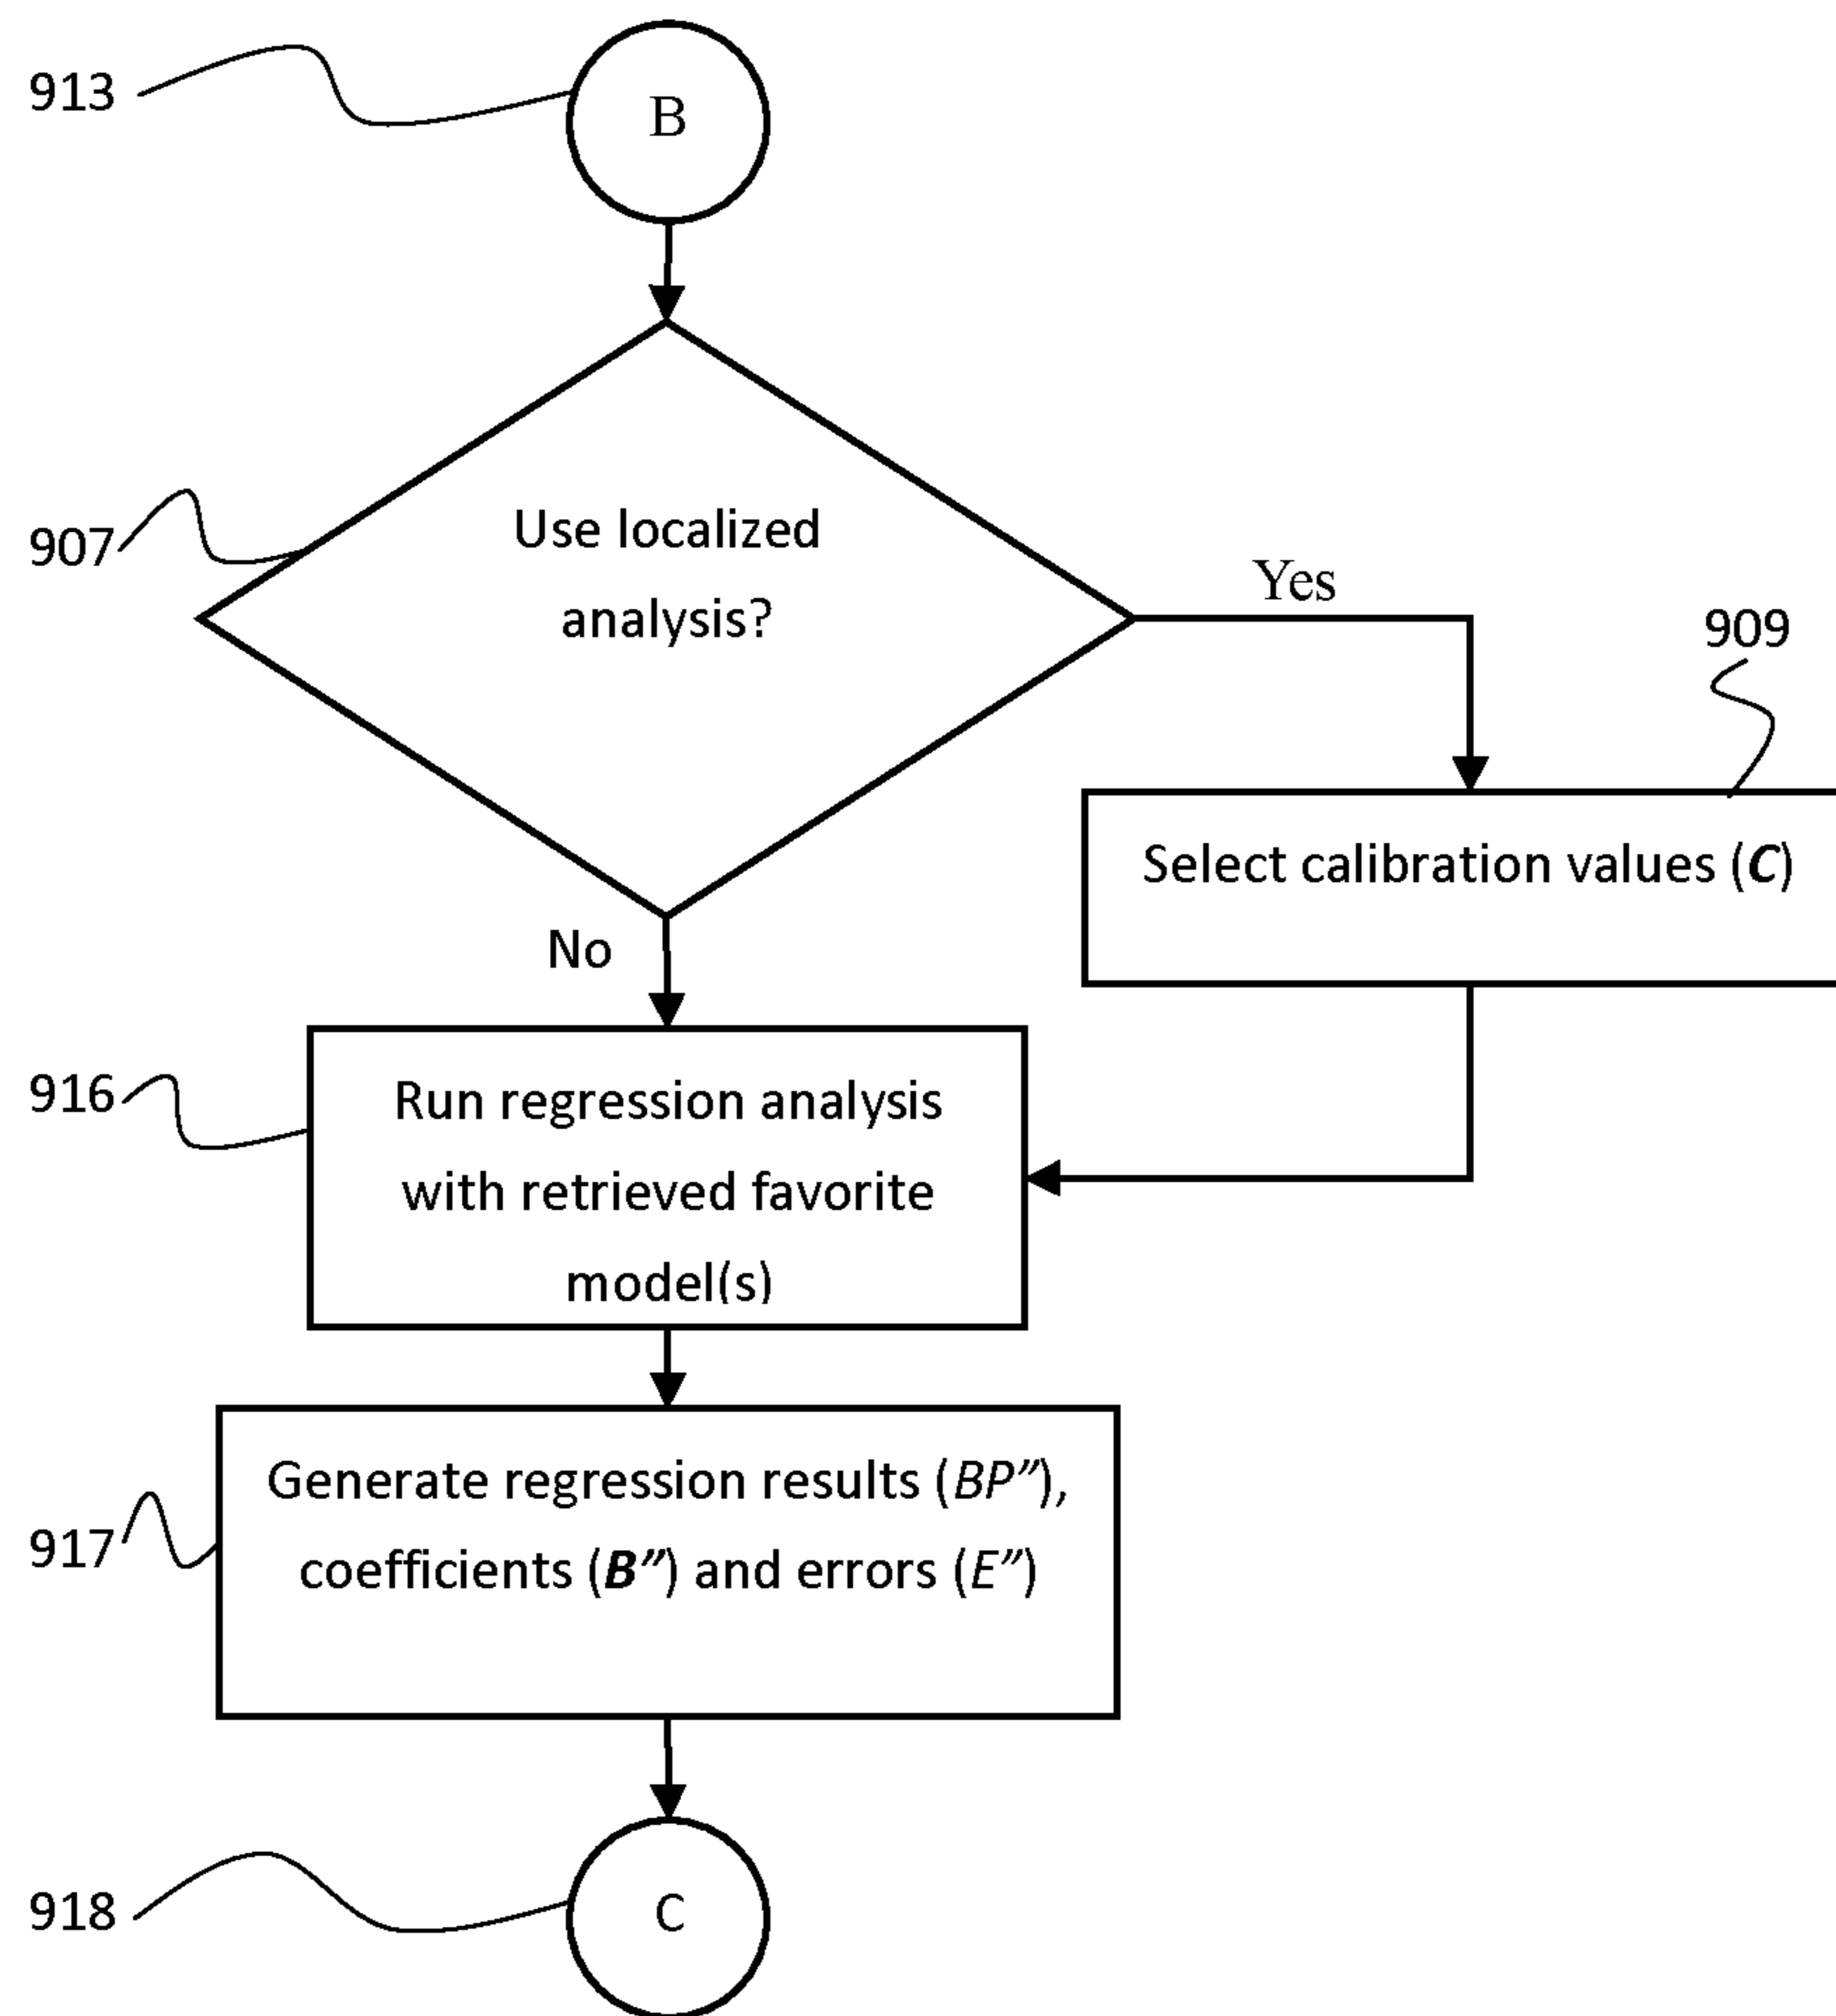 913
B
907
Use localized
analysis?
Yes
909
Select calibration values (C)
No
916
Run regression analysis
with retrieved favorite
model(s)
917
Generate regression results (BP”),
coefficients (B”) and errors (E”)
918
C